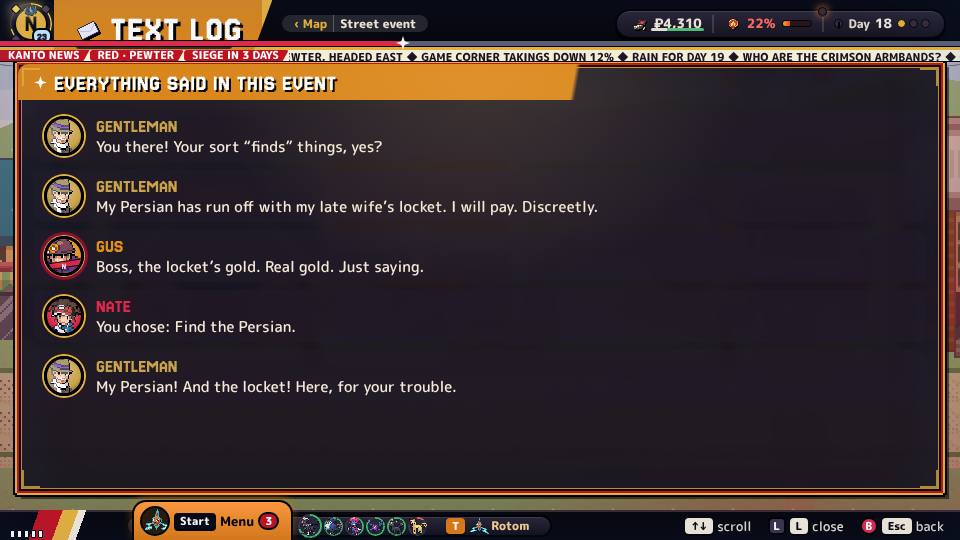 N
23
TEXT LOG
‹ Map | Street event
₽4,310
22%
Day 18
KANTO NEWS RED · PEWTER SIEGE IN 3 DAYS
HEADED EAST ◆ GAME CORNER TAKINGS DOWN 12% ◆ RAIN FOR DAY 19 ◆ WHO ARE THE CRIMSON ARMBANDS? ◆
EVERYTHING SAID IN THIS EVENT
GENTLEMAN
You there! Your sort “finds” things, yes?
GENTLEMAN
My Persian has run off with my late wife’s locket. I will pay. Discreetly.
GUS
Boss, the locket’s gold. Real gold. Just saying.
NATE
You chose: Find the Persian.
GENTLEMAN
My Persian! And the locket! Here, for your trouble.
Start Menu 3
T Rotom
↑↓ scroll
L L close
B Esc back